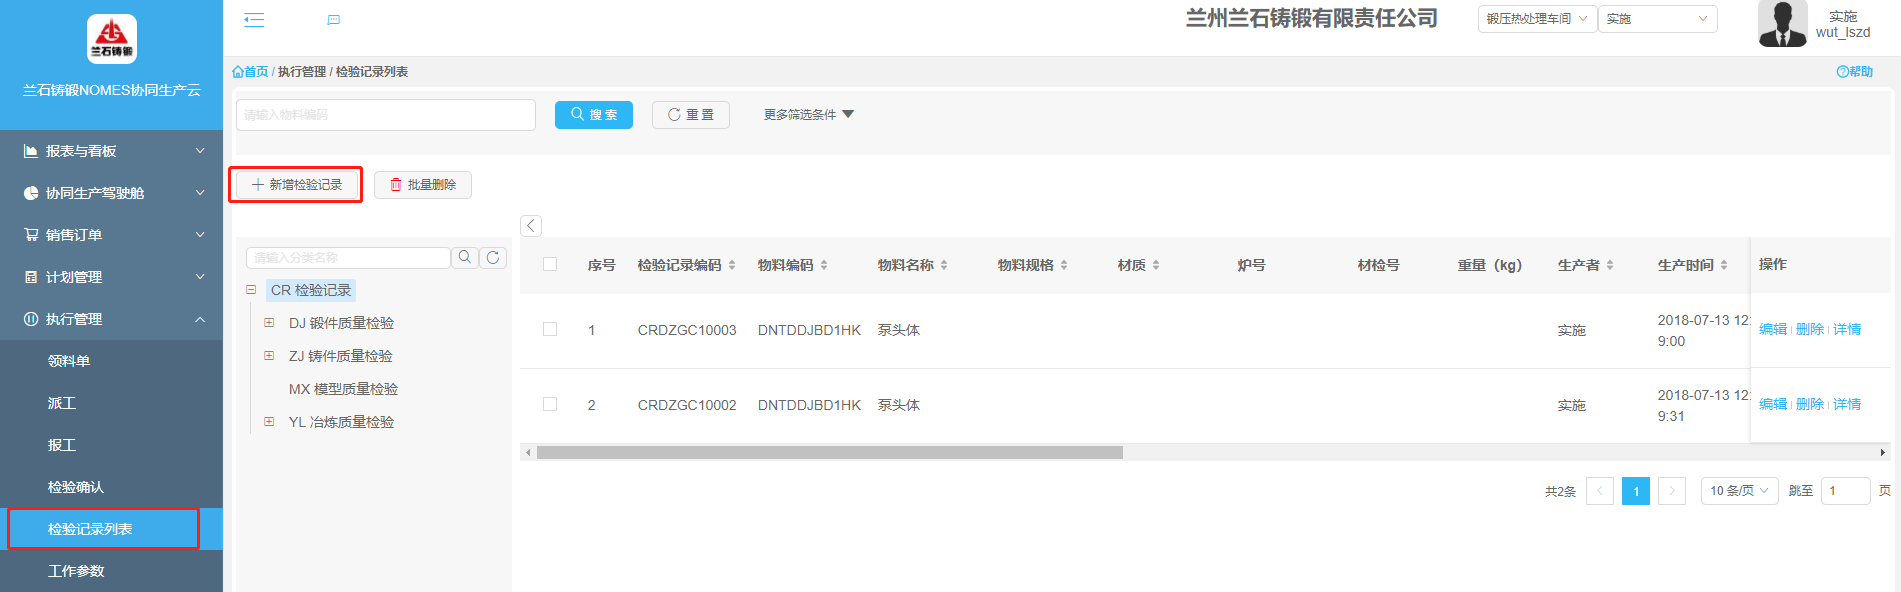 兰石铸锻
兰石铸锻NOMES协同生产云
报表与看板
协同生产驾驶舱
销售订单
计划管理
执行管理
领料单
派工
报工
检验确认
检验记录列表
工作参数
兰州兰石铸锻有限责任公司
锻压热处理车间
实施
实施
wut_lszd
首页 / 执行管理 / 检验记录列表
帮助
请输入物料编码
搜 索
重 置
更多筛选条件
新增检验记录
批量删除
请输入分类名称
CR 检验记录
DJ 锻件质量检验
ZJ 铸件质量检验
MX 模型质量检验
YL 冶炼质量检验
序号 检验记录编码 物料编码 物料名称 物料规格 材质 炉号 材检号 重量（kg） 生产者 生产时间 操作
1 CRDZGC10003 DNTDDJBD1HK 泵头体 实施 2018-07-13 12:
9:00
编辑 删除 详情
2 CRDZGC10002 DNTDDJBD1HK 泵头体 实施 2018-07-13 12:
9:31
编辑 删除 详情
共2条 1 10 条/页 跳至 1 页